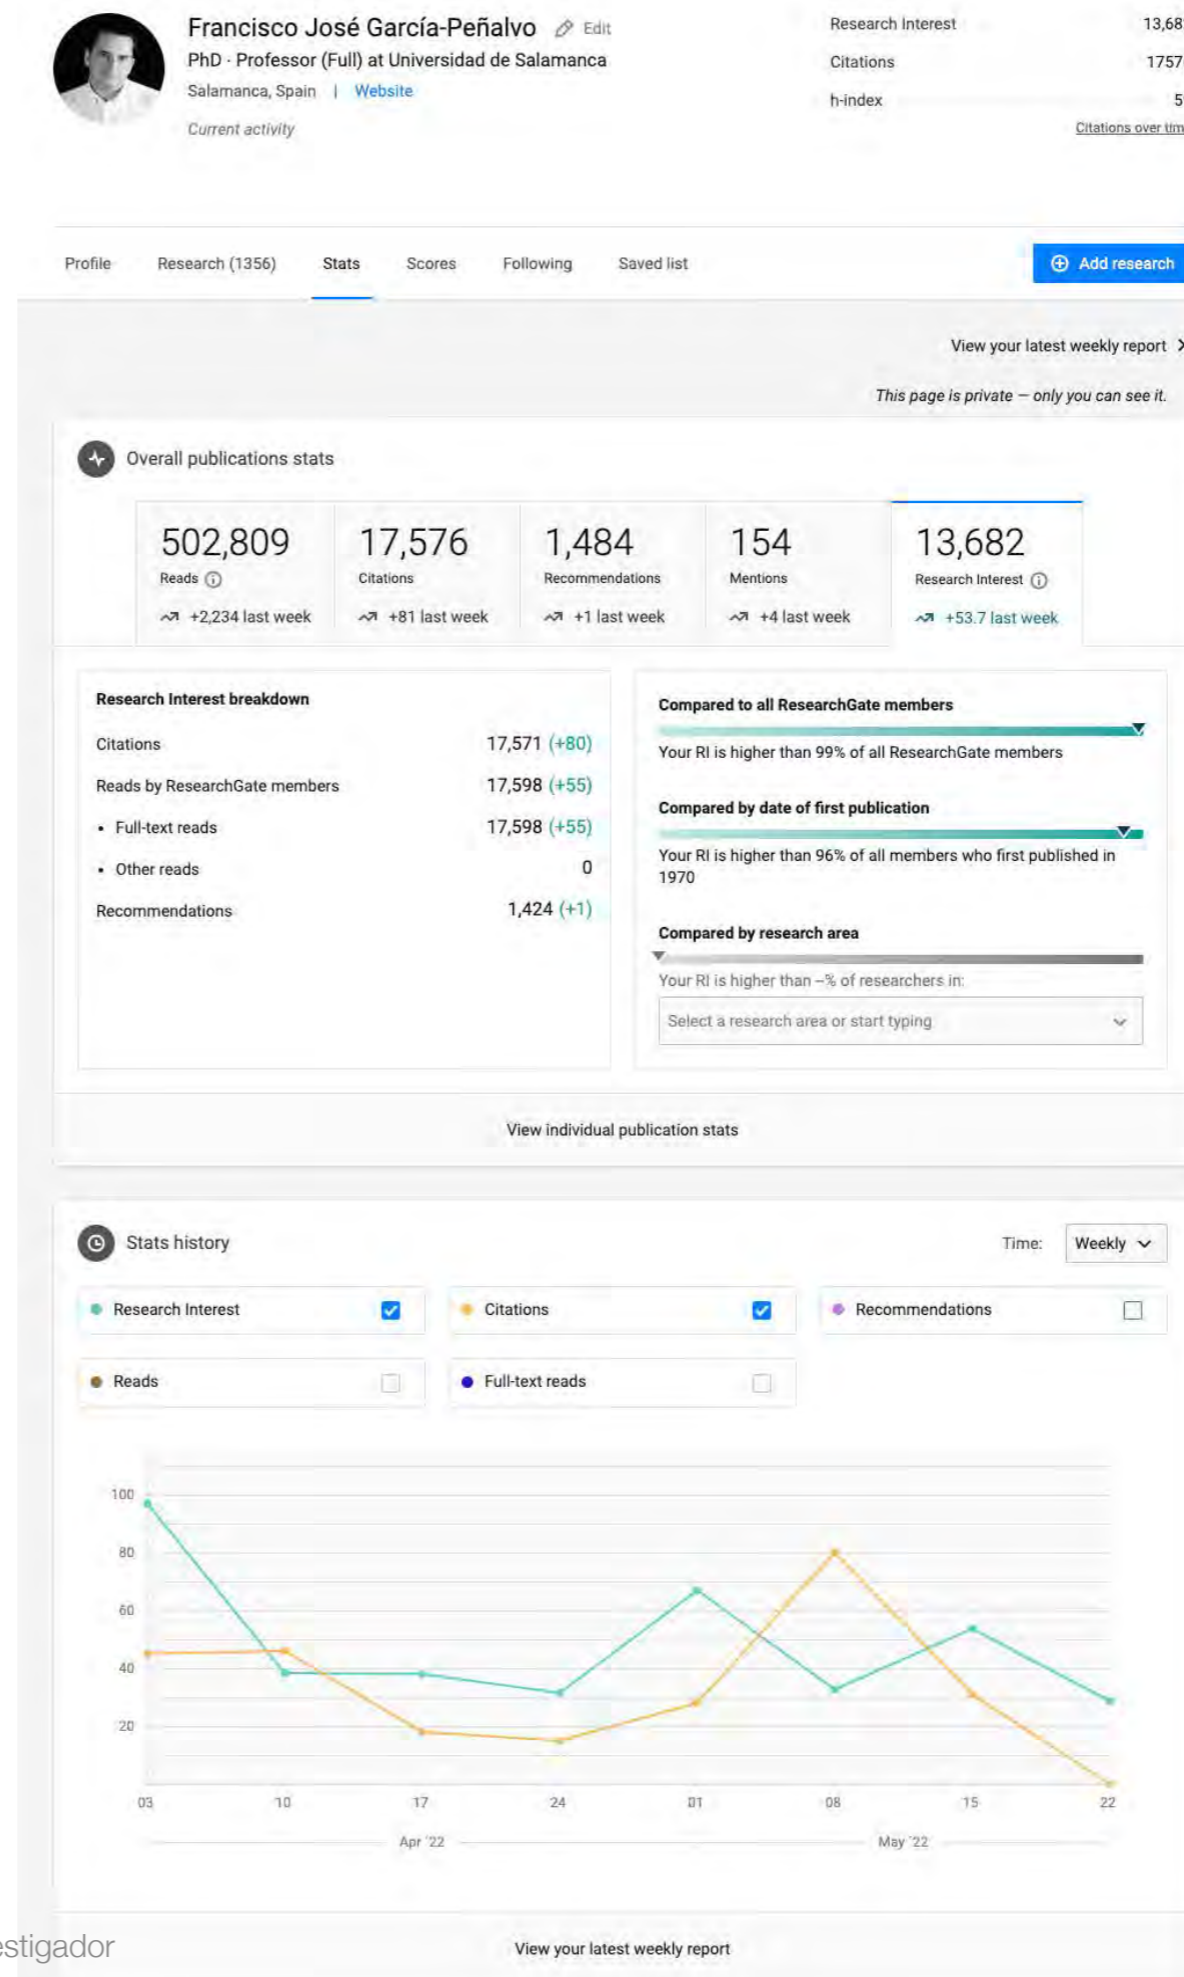 Francisco José García-Peñalvo Edit
PhD · Professor (Full) at Universidad de Salamanca
Salamanca, Spain | Website
Current activity
Research Interest 13,68
Citations 1757
h-index 5
Citations over tim
Profile Research (1356) Stats Scores Following Saved list Add research
View your latest weekly report
This page is private — only you can see it.
Overall publications stats
502,809 17,576 1,484 154 13,682
Reads Citations Recommendations Mentions Research Interest
+2,234 last week +81 last week +1 last week +4 last week +53.7 last week
Research Interest breakdown
Citations 17,571 (+80)
Reads by ResearchGate members 17,598 (+55)
• Full-text reads 17,598 (+55)
• Other reads 0
Recommendations 1,424 (+1)
Compared to all ResearchGate members
Your RI is higher than 99% of all ResearchGate members
Compared by date of first publication
Your RI is higher than 96% of all members who first published in
1970
Compared by research area
Your RI is higher than –% of researchers in:
Select a research area or start typing
View individual publication stats
Stats history Time: Weekly
Research Interest Citations Recommendations
Reads Full-text reads
100
80
60
40
20
03 10 17 24 01 08 15 22
Apr '22 May '22
estigador
View your latest weekly report